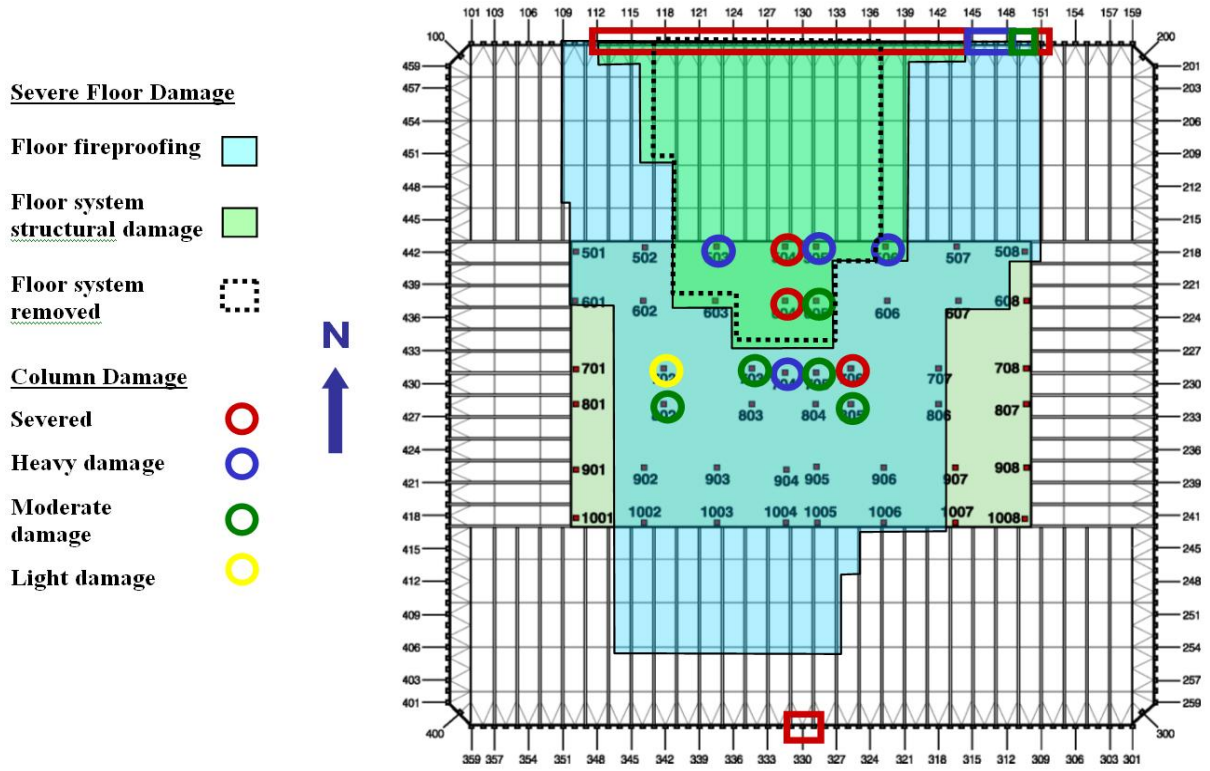 101 103 106 109 112 115 118 121 124 127 130 133 136 139 142 145 148 151 154 157 159
100
200
Severe Floor Damage
Floor fireproofing
Floor system
structural damage
Floor system
removed
Column Damage
Severed
Heavy damage
Moderate
damage
Light damage
N
459
457
454
451
448
445
442
439
436
433
430
427
424
421
418
415
412
409
406
403
401
501 502 507 508
601 602 603 606 607 608
701 707 708
801 803 804 806 807
901 902 903 904 905 906 907 908
1001 1002 1003 1004 1005 1006 1007 1008
201
203
206
209
212
215
218
221
224
227
230
233
236
239
241
245
248
251
254
257
259
400
300
359 357 354 351 348 345 342 339 336 333 330 327 324 321 318 315 312 309 306 303 301